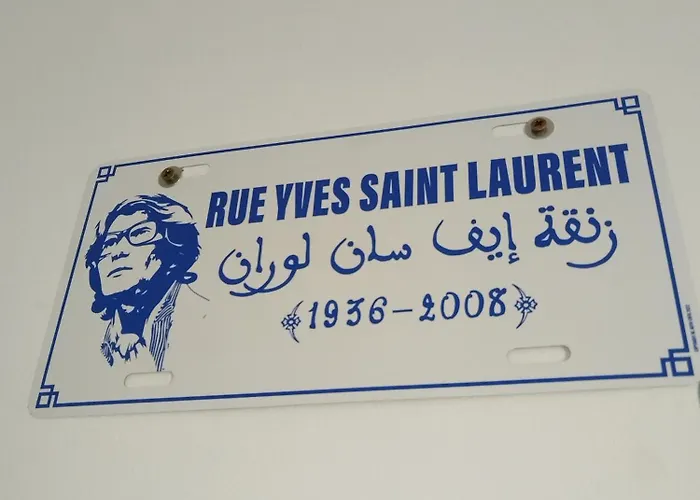 RUE YVES SAINT LAURENT
زنقة إيف سان لوران
1936-2008